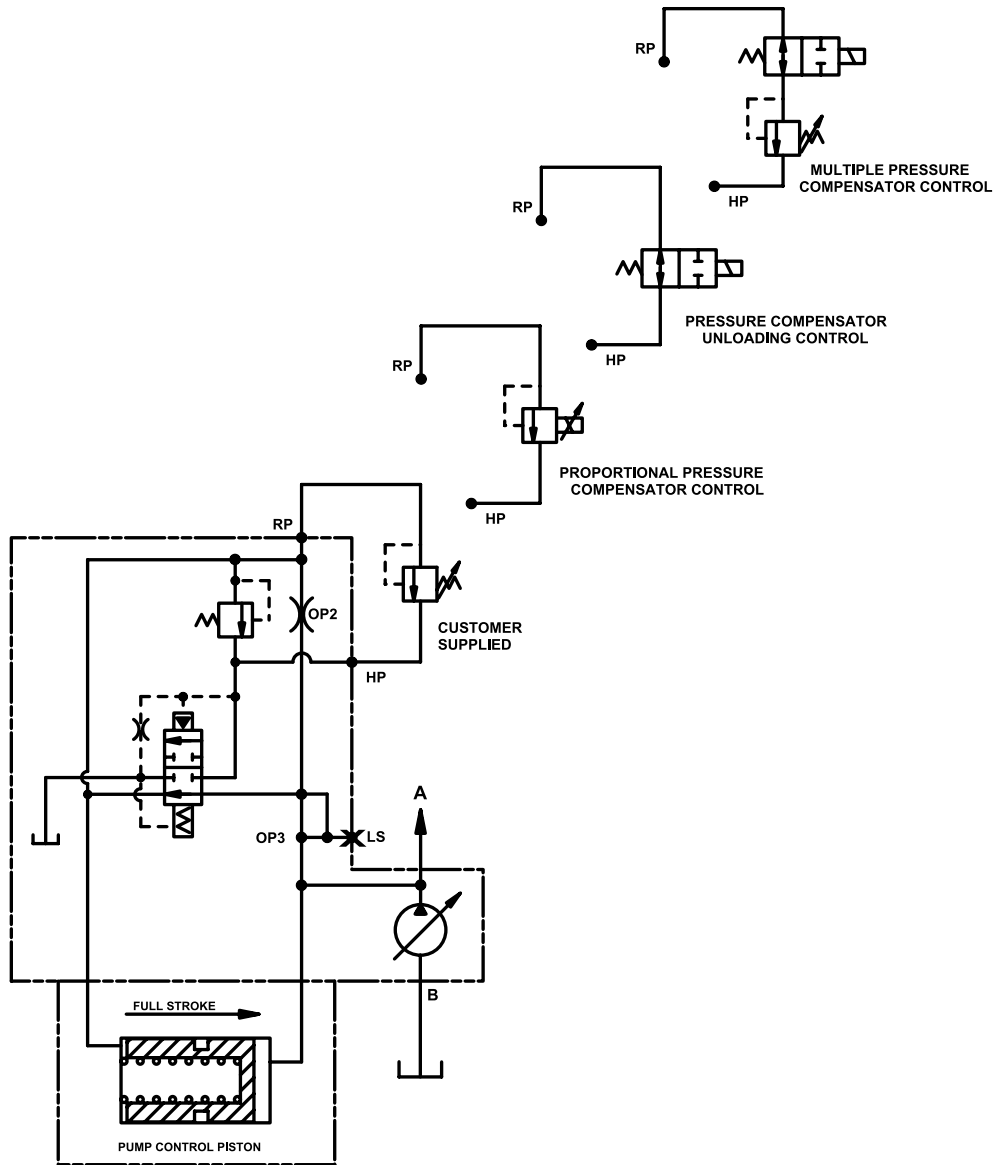 RP
MULTIPLE PRESSURE
COMPENSATOR CONTROL
HP
RP
PRESSURE COMPENSATOR
UNLOADING CONTROL
HP
RP
PROPORTIONAL PRESSURE
COMPENSATOR CONTROL
HP
RP
OP2
CUSTOMER
SUPPLIED
HP
A
OP3
LS
B
FULL STROKE
PUMP CONTROL PISTON